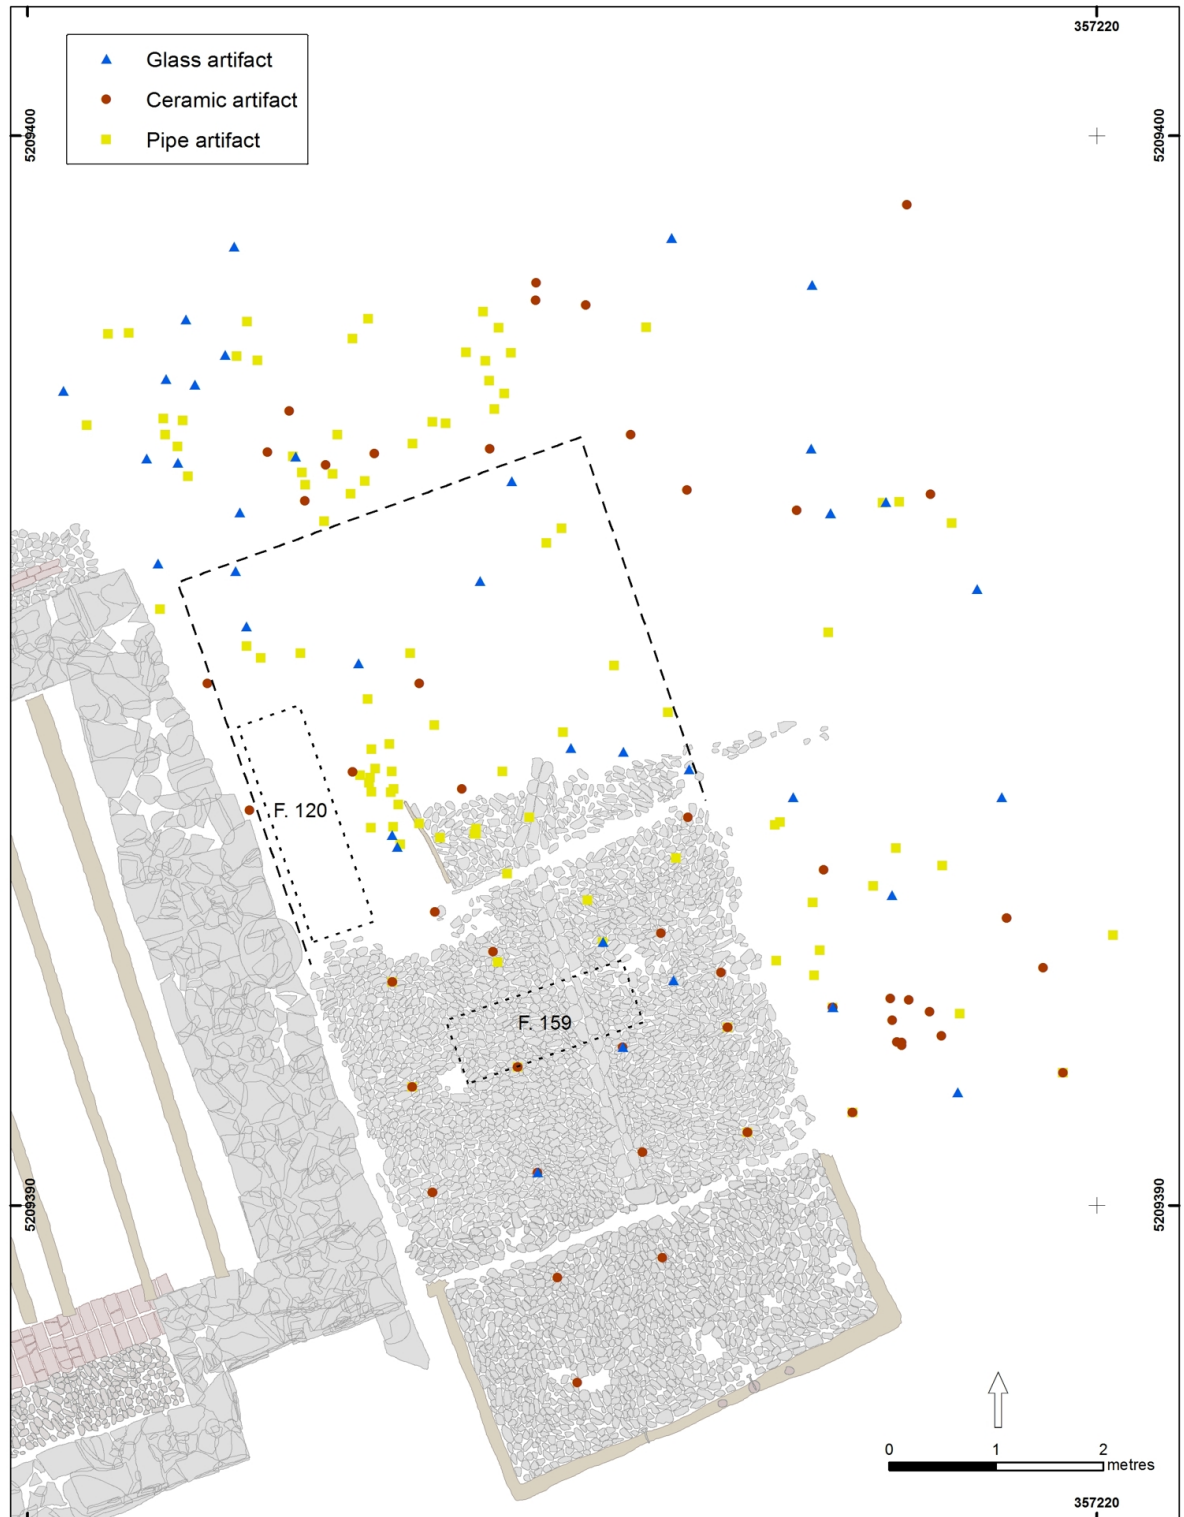 357220
Glass artifact
Ceramic artifact
Pipe artifact
5209400
5209400
F. 120
F. 159
5209390
5209390
0 1 2
metres
357220